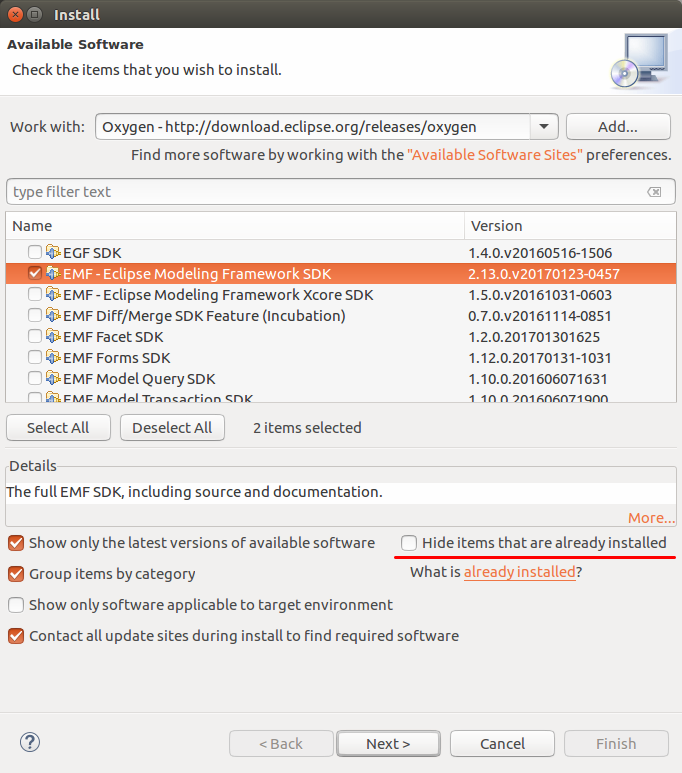 Install
Available Software
Check the items that you wish to install.
Work with: Oxygen - http://download.eclipse.org/releases/oxygen Add...
Find more software by working with the "Available Software Sites" preferences.
type filter text
Name Version
EGF SDK 1.4.0.v20160516-1506
EMF - Eclipse Modeling Framework SDK 2.13.0.v20170123-0457
EMF - Eclipse Modeling Framework Xcore SDK 1.5.0.v20161031-0603
EMF Diff/Merge SDK Feature (Incubation) 0.7.0.v20161114-0851
EMF Facet SDK 1.2.0.201701301625
EMF Forms SDK 1.12.0.v20170131-1031
EMF Model Query SDK 1.10.0.201606071631
EMF Model Transaction SDK 1.10.0.201606071900
Select All Deselect All 2 items selected
Details
The full EMF SDK, including source and documentation.
More...
Show only the latest versions of available software Hide items that are already installed
Group items by category What is already installed?
Show only software applicable to target environment
Contact all update sites during install to find required software
? < Back Next > Cancel Finish